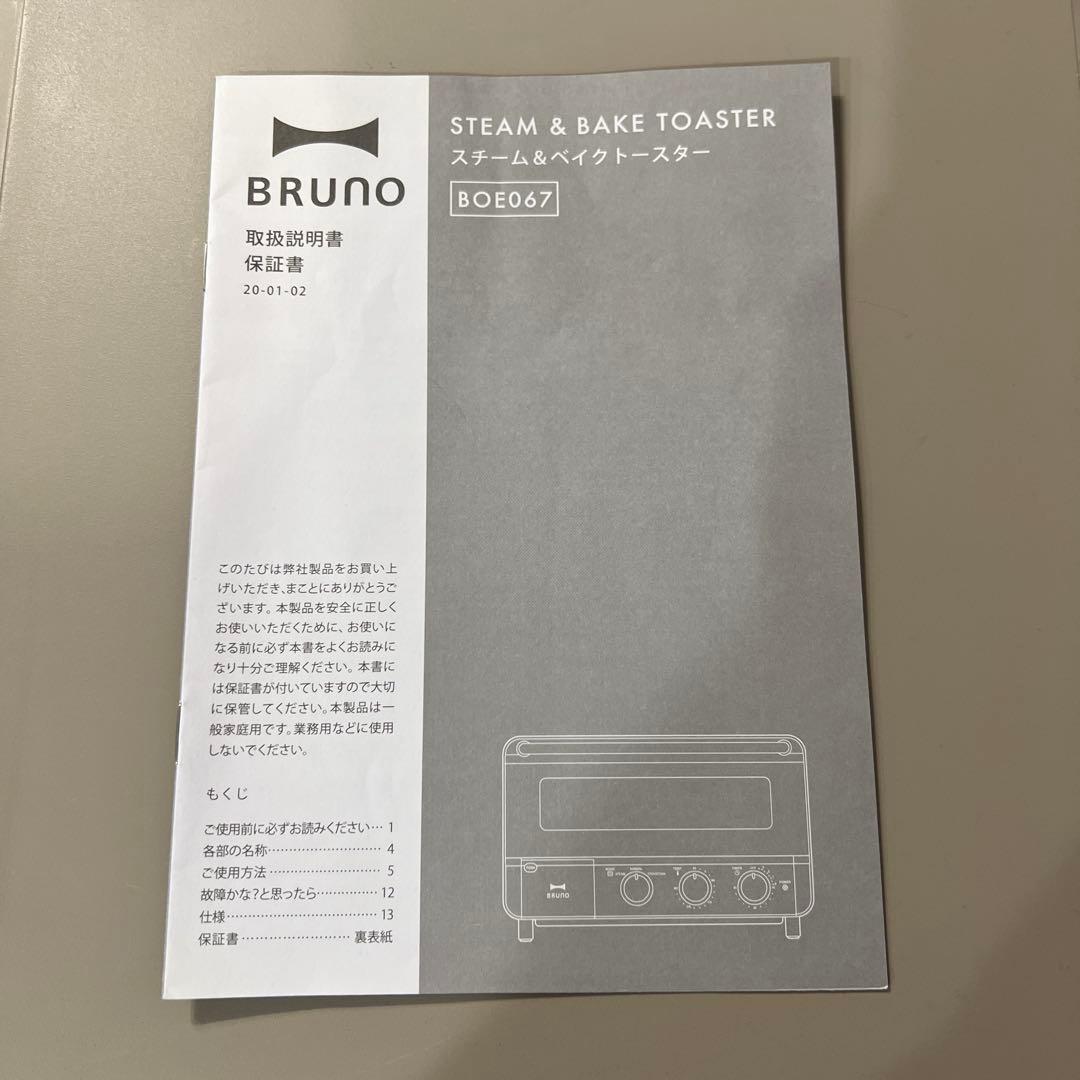 BRUNO
取扱説明書
保証書
20-01-02
STEAM & BAKE TOASTER
スチーム&ベイクトースター
BOE067
このたびは弊社製品をお買い上
げいただき、まことにありがとうご
ざいます。本製品を安全に正しく
お使いいただくために、お使いに
なる前に必ず本書をよくお読みに
なり十分ご理解ください。本書に
は保証書が付いていますので大切
に保管してください。本製品は一
般家庭用です。業務用などに使用
しないでください。
もくじ
ご使用前に必ずお読みください… 1
各部の名称……………………… 4
ご使用方法……………………… 5
故障かな?と思ったら………… 12
仕様……………………………… 13
保証書…………………… 裏表紙
BRUNO